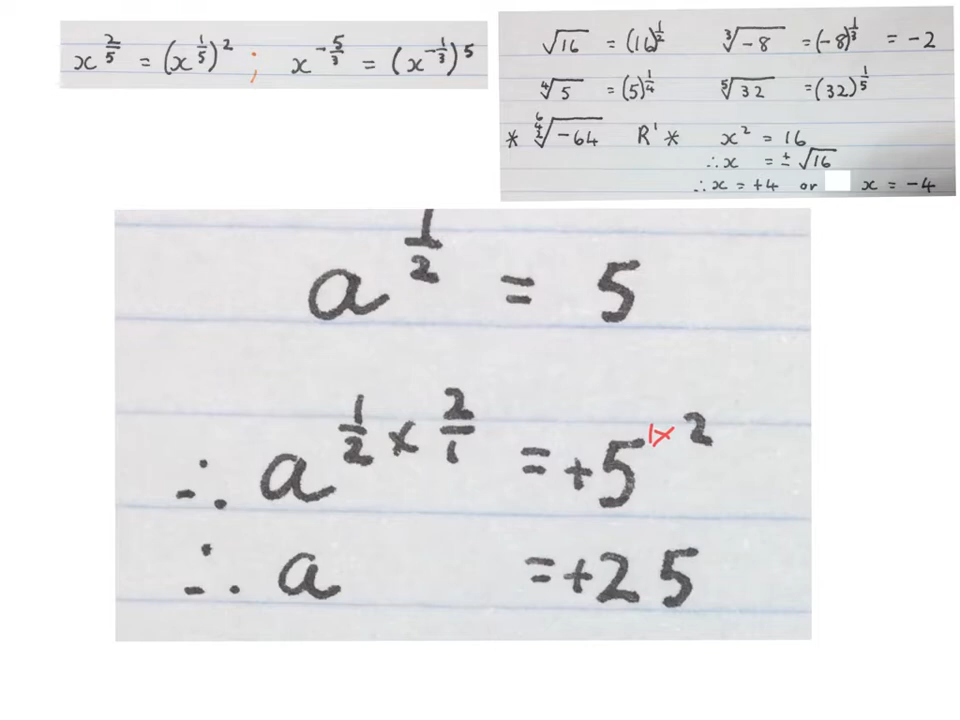 x^(2/5) = (x^(1/5))^2 ; x^(-5/3) = (x^(-1/3))^5
√16 = (16)^(1/2) ∛-8 = (-8)^(1/3) = -2
∜5 = (5)^(1/4) ⁵√32 = (32)^(1/5)
* √-64 R' * x² = 16
∴x = ±√16
∴x = +4 or x = -4
a^(1/2) = 5
∴ a^(1/2 × 2/1) = +5^(1× 2)
∴ a = +25